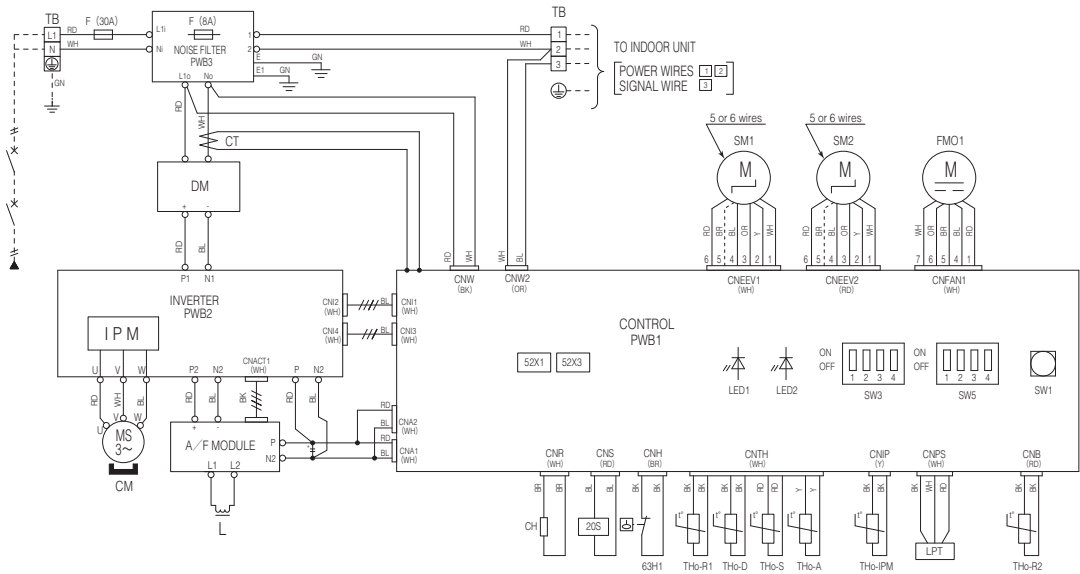 TB
L1
N
RD
WH
F (30A)
GN
L1i
Ni
F (8A)
NOISE FILTER
PWB3
1
2
E
E1
GN
GN
L1o
No
RD
WH
TB
1
2
3
TO INDOOR UNIT
POWER WIRES 1 2
SIGNAL WIRE 3
RD
WH
CT
DM
+
-
RD
BL
P1
N1
INVERTER
PWB2
IPM
U
V
W
RD
WH
BL
U
V
W
MS
3~
CM
P2
N2
RD
BL
CNACT1
(WH)
BK
P
N2
RD
BL
+
-
A/F MODULE
P
N2
L1
L2
L
CNI2
(WH)
CNI4
(WH)
BL
BL
CNI1
(WH)
CNI3
(WH)
RD
BL
RD
BL
CNA2
(WH)
CNA1
(WH)
RD
WH
CNW
(BK)
WH
BL
CNW2
(OR)
CONTROL
PWB1
52X1
52X3
5 or 6 wires
SM1
M
RD
BR
BL
OR
Y
WH
6
5
4
3
2
1
CNEEV1
(WH)
5 or 6 wires
SM2
M
RD
BR
BL
OR
Y
WH
6
5
4
3
2
1
CNEEV2
(RD)
FMO1
M
WH
OR
BR
BL
RD
7
6
5
4
1
CNFAN1
(WH)
LED1
LED2
ON
OFF
1 2 3 4
SW3
ON
OFF
1 2 3 4
SW5
SW1
CNR
(WH)
BR
BR
CH
CNS
(RD)
BL
BL
20S
CNH
(BR)
BK
BK
63H1
CNTH
(WH)
BK
BK
BK
BK
RD
RD
Y
Y
t°
t°
t°
t°
THo-R1
THo-D
THo-S
THo-A
CNIP
(Y)
BK
BK
t°
THo-IPM
CNPS
(WH)
BK
WH
RD
LPT
CNB
(RD)
BK
BK
t°
THo-R2